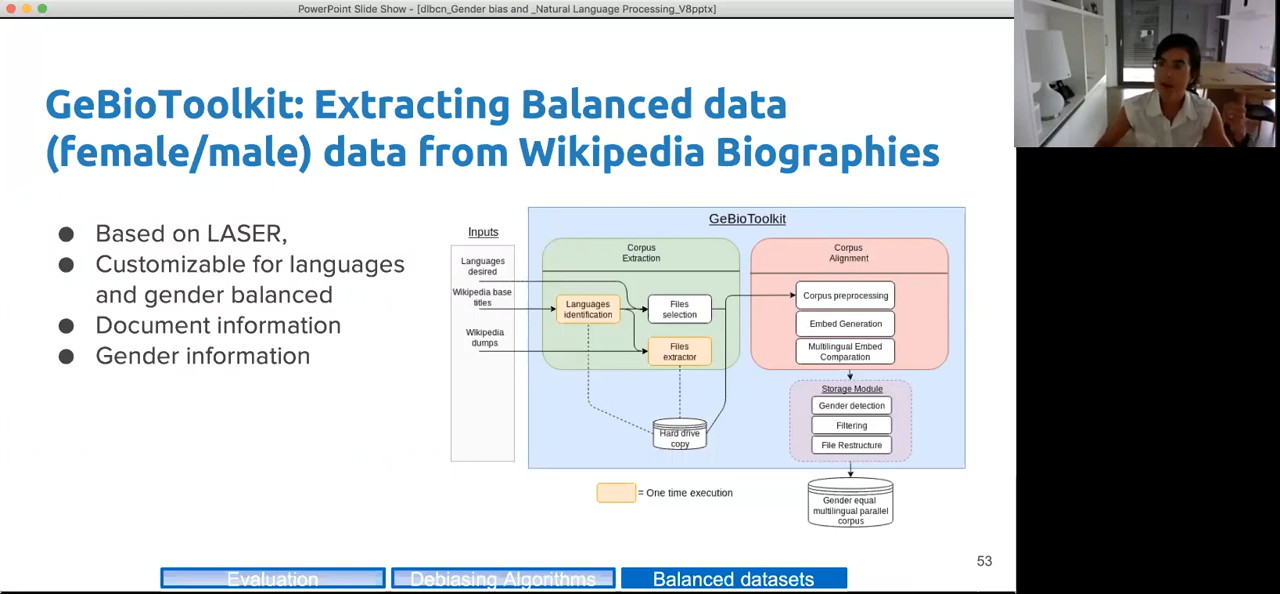 PowerPoint Slide Show - [dlbcn_Gender bias and _Natural Language Processing_V8pptx]
GeBioToolkit: Extracting Balanced data
(female/male) data from Wikipedia Biographies
● Based on LASER,
● Customizable for languages
and gender balanced
● Document information
● Gender information
Inputs
Languages
desired
Wikipedia base
titles
Wikipedia
dumps
GeBioToolkit
Corpus
Extraction
Languages
identification
Files
selection
Files
extractor
Hard drive
copy
Corpus
Alignment
Corpus preprocessing
Embed Generation
Multilingual Embed
Comparation
Storage Module
Gender detection
Filtering
File Restructure
Gender equal
multilingual parallel
corpus
= One time execution
53
Evaluation
Debiasing Algorithms
Balanced datasets